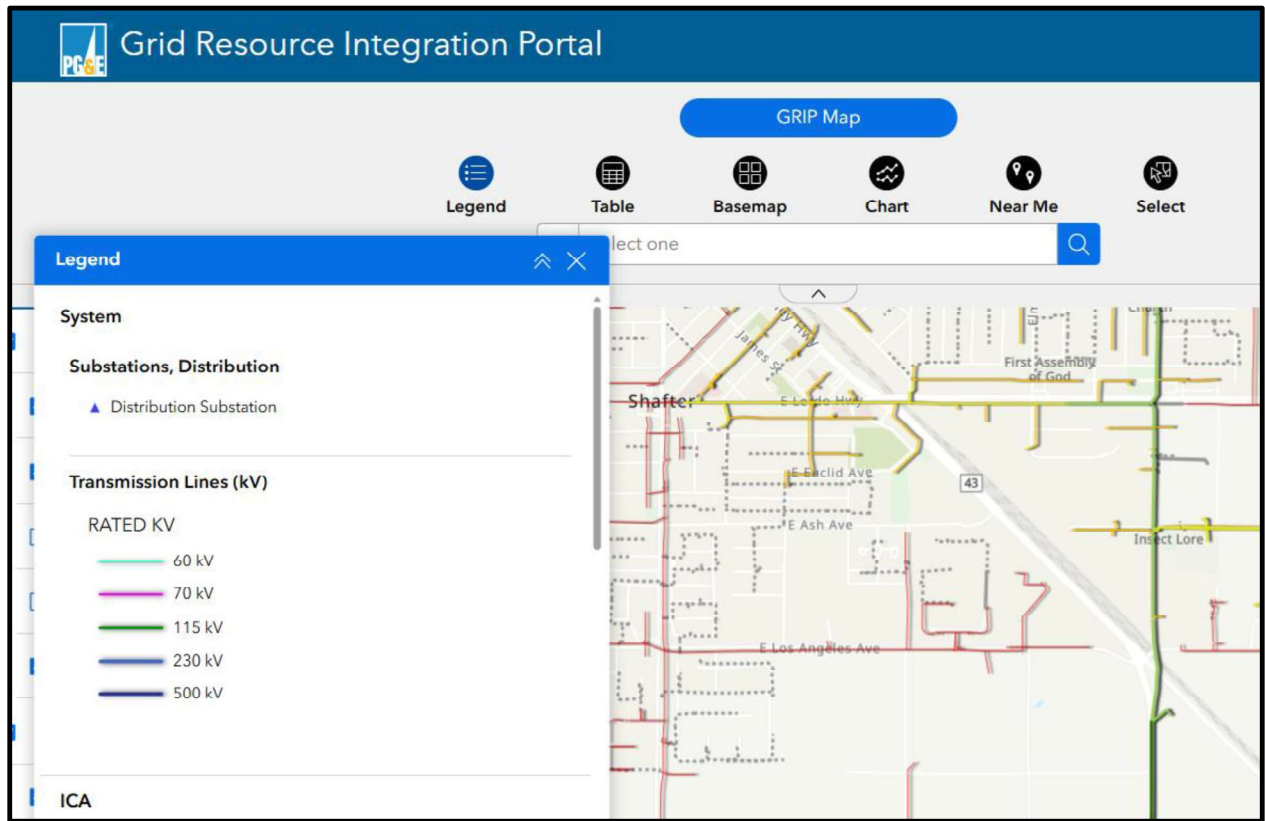 PG&E
Grid Resource Integration Portal
GRIP Map
Legend
Table
Basemap
Chart
Near Me
Select
lect one
Legend
System
Substations, Distribution
Distribution Substation
Transmission Lines (kV)
RATED KV
60 kV
70 kV
115 kV
230 kV
500 kV
ICA
James St
Hwy
First Assembly
of God
Shafter
E Lerdo Hwy
E Euclid Ave
43
E Ash Ave
Insect Lore
E Los Angeles Ave